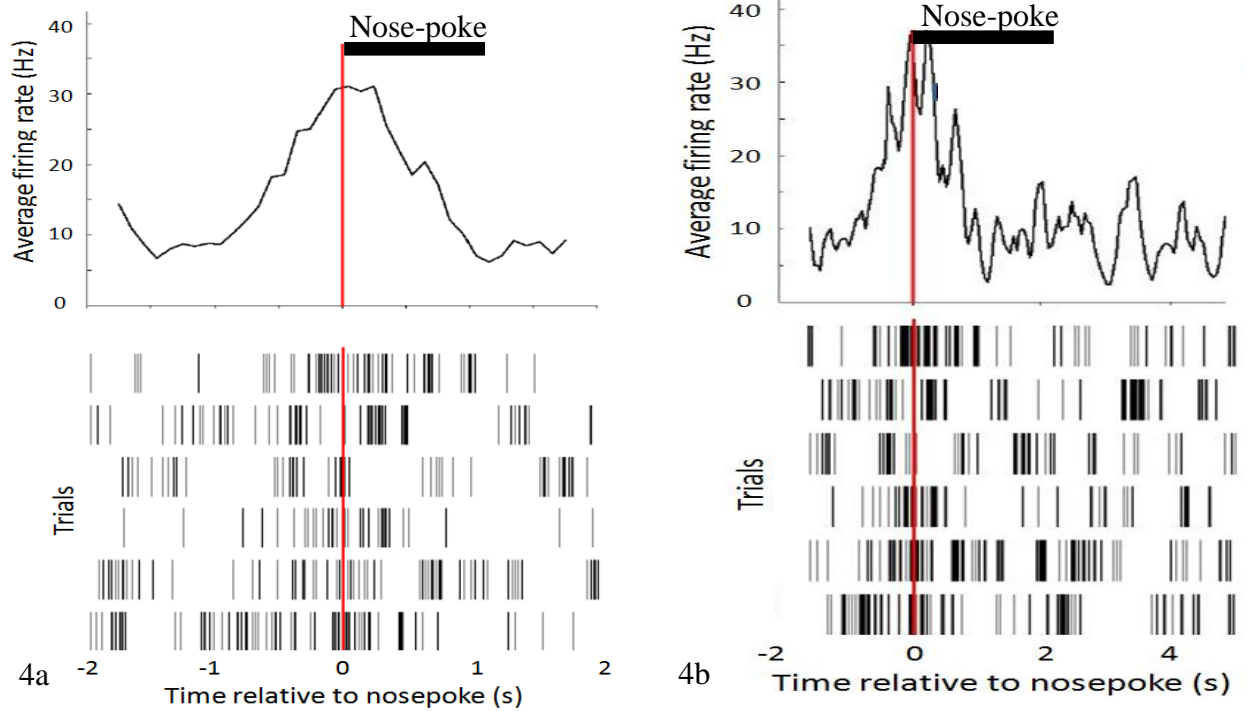 Nose-poke
40
30
20
10
0
Average firing rate (Hz)
Trials
-2 -1 0 1 2
Time relative to nosepoke (s)
4a
Nose-poke
40
30
20
10
0
Average firing rate (Hz)
Trials
-2 0 2 4
Time relative to nosepoke (s)
4b